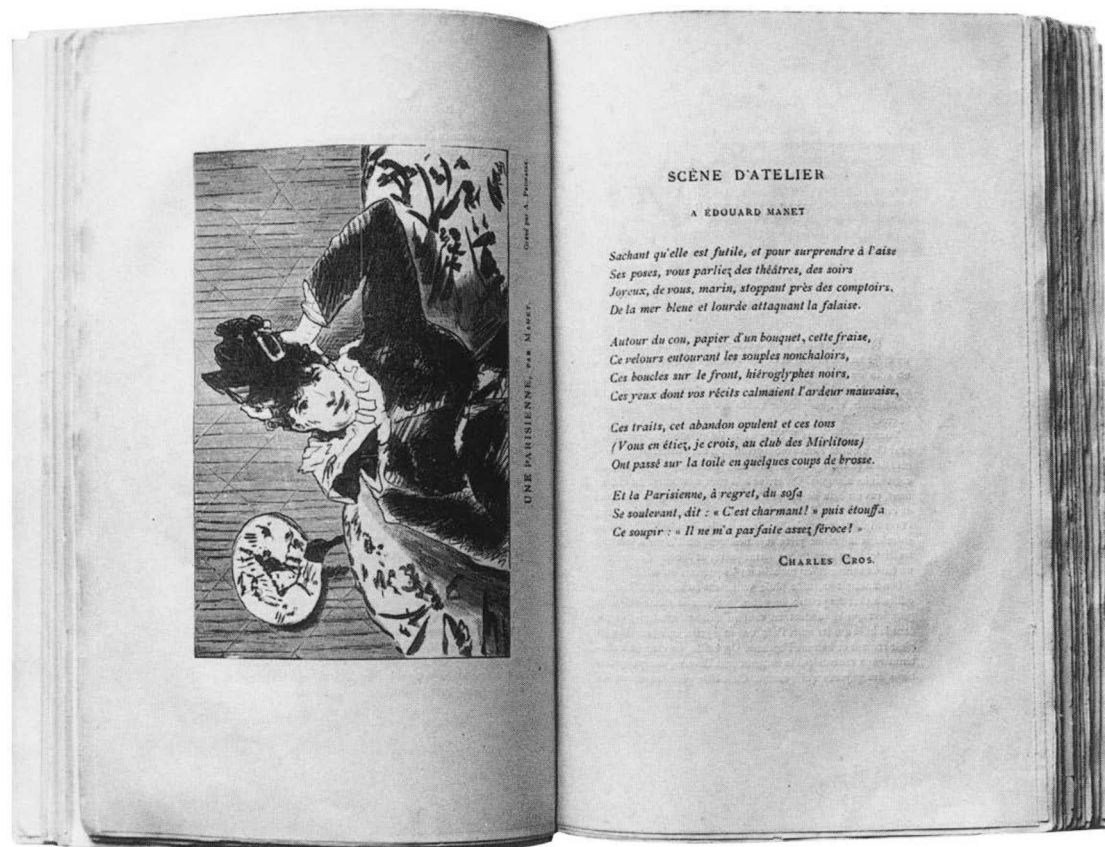 UNE PARISIENNE, PAR MANET.
Gravé par A. Prunaire.
SCÈNE D'ATELIER
A ÉDOUARD MANET
Sachant qu'elle est futile, et pour surprendre à l'aise
Ses poses, vous parliez des théâtres, des soirs
Joyeux, de vous, marin, stoppant près des comptoirs,
De la mer bleue et lourde attaquant la falaise.
Autour du cou, papier d'un bouquet, cette fraise,
Ce velours entourant les souples nonchaloirs,
Ces boucles sur le front, hiéroglyphes noirs,
Ces yeux dont vos récits calmaient l'ardeur mauvaise,
Ces traits, cet abandon opulent et ces tons
(Vous en étiez, je crois, au club des Mirlitons)
Ont passé sur la toile en quelques coups de brosse.
Et la Parisienne, à regret, du sofa
Se soulevant, dit : « C'est charmant! » puis étouffa
Ce soupir : « Il ne m'a pas faite assez féroce! »
CHARLES CROS.